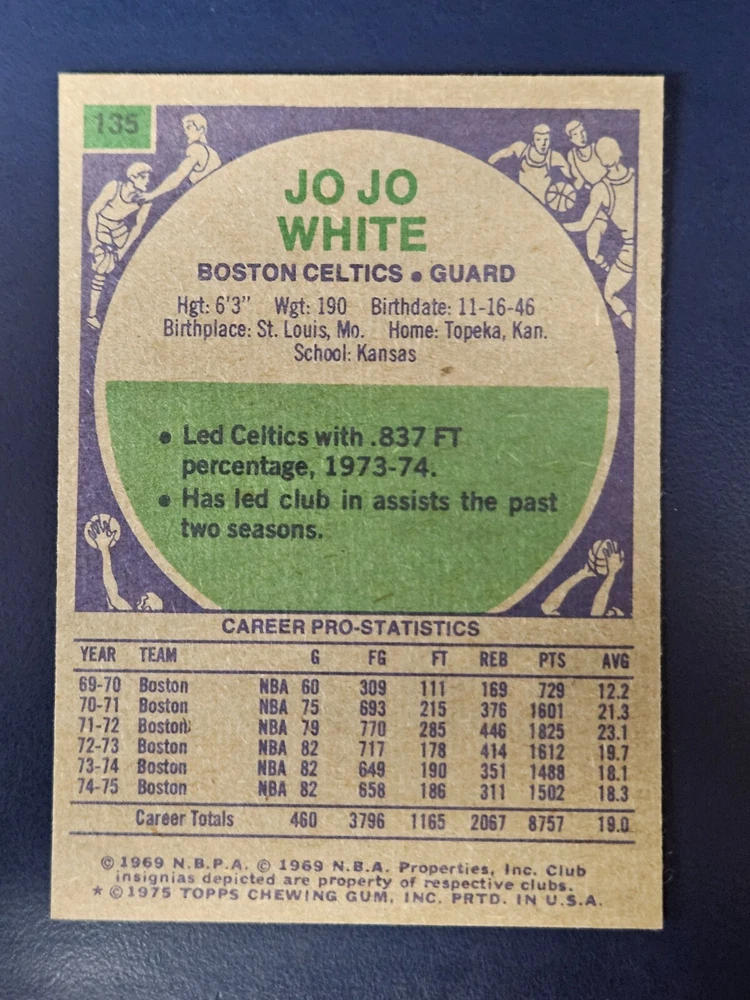 135
JO JO
WHITE
BOSTON CELTICS • GUARD
Hgt: 6'3" Wgt: 190 Birthdate: 11-16-46
Birthplace: St. Louis, Mo. Home: Topeka, Kan.
School: Kansas
• Led Celtics with .837 FT
percentage, 1973-74.
• Has led club in assists the past
two seasons.
CAREER PRO-STATISTICS
YEAR TEAM G FG FT REB PTS AVG
69-70 Boston NBA 60 309 111 169 729 12.2
70-71 Boston NBA 75 693 215 376 1601 21.3
71-72 Boston NBA 79 770 285 446 1825 23.1
72-73 Boston NBA 82 717 178 414 1612 19.7
73-74 Boston NBA 82 649 190 351 1488 18.1
74-75 Boston NBA 82 658 186 311 1502 18.3
Career Totals 460 3796 1165 2067 8757 19.0
© 1969 N.B.P.A. © 1969 N.B.A. Properties, Inc. Club
insignias depicted are property of respective clubs.
* © 1975 TOPPS CHEWING GUM, INC. PRTD. IN U.S.A.